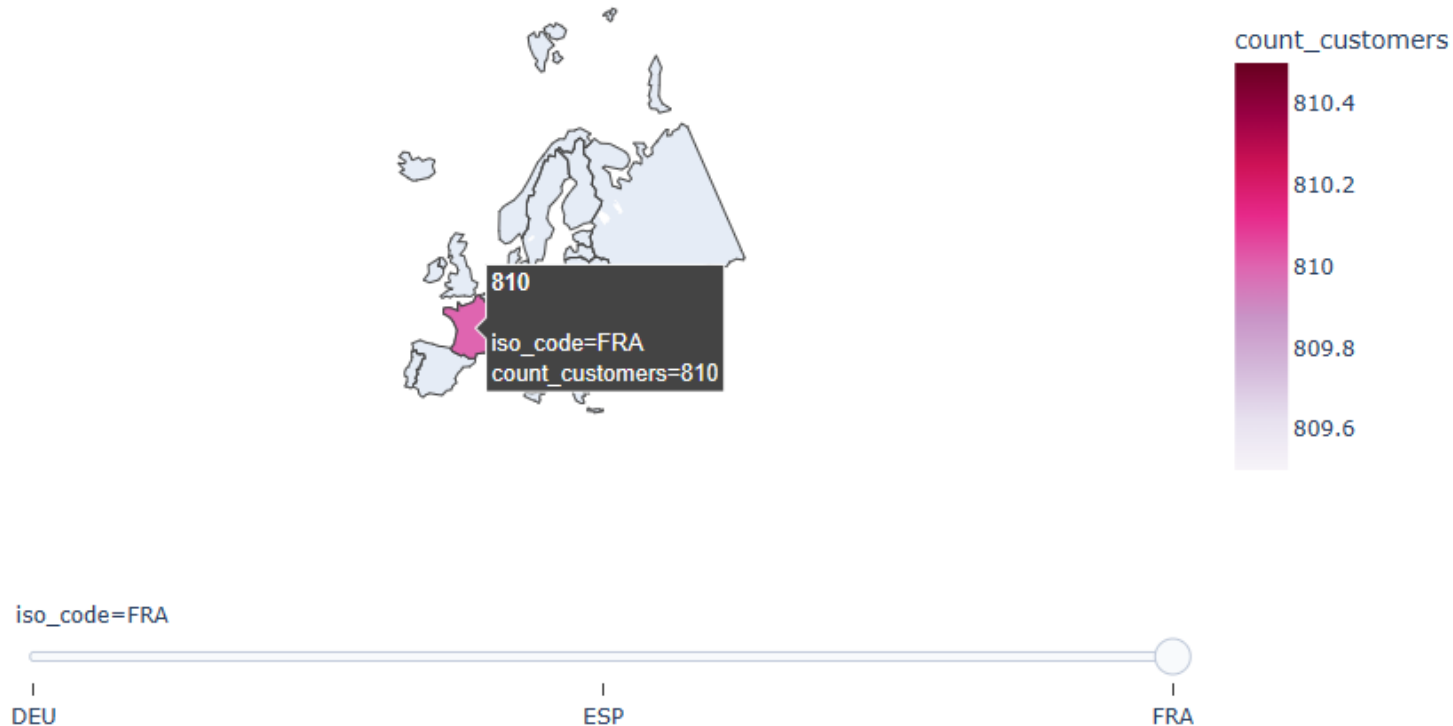 count_customers
810.4
810.2
810
809.8
809.6
810
iso_code=FRA
count_customers=810
iso_code=FRA
DEU ESP FRA